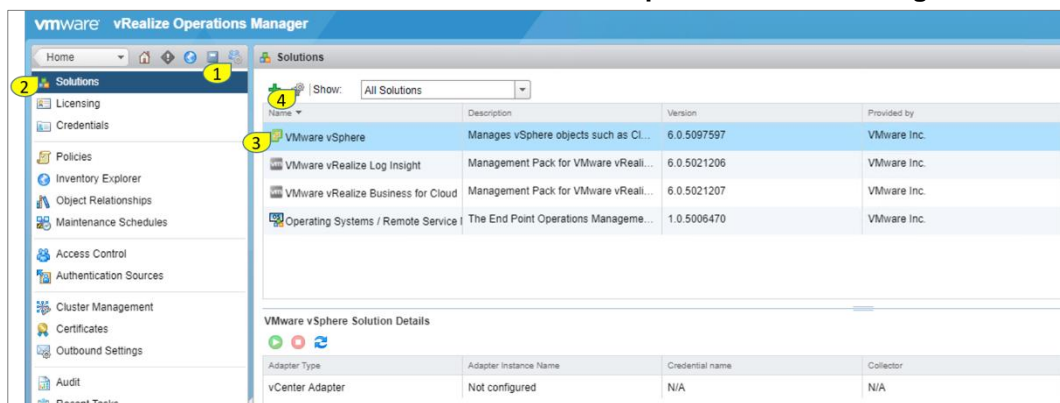 vmware vRealize Operations Manager
Home
1
Solutions
2
Solutions
Licensing
Credentials
Policies
Inventory Explorer
Object Relationships
Maintenance Schedules
Access Control
Authentication Sources
Cluster Management
Certificates
Outbound Settings
Audit
Recent Tasks
4
Show: All Solutions
Name Description Version Provided by
3
VMware vSphere Manages vSphere objects such as Cl... 6.0.5097597 VMware Inc.
VMware vRealize Log Insight Management Pack for VMware vReali... 6.0.5021206 VMware Inc.
VMware vRealize Business for Cloud Management Pack for VMware vReali... 6.0.5021207 VMware Inc.
Operating Systems / Remote Service The End Point Operations Manageme... 1.0.5006470 VMware Inc.
VMware vSphere Solution Details
Adapter Type Adapter Instance Name Credential name Collector
vCenter Adapter Not configured N/A N/A